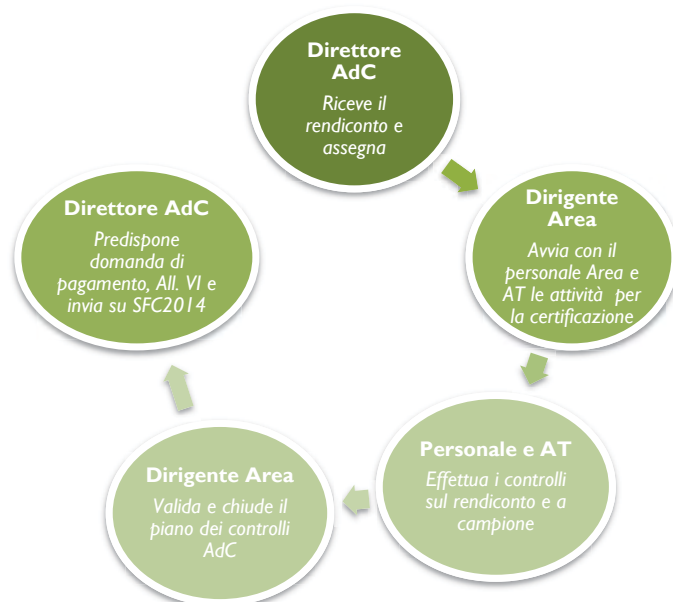 Direttore
AdC
Riceve il
rendiconto e
assegna
Dirigente
Area
Avvia con il
personale Area e
AT le attività per
la certificazione
Personale e AT
Effettua i controlli
sul rendiconto e a
campione
Dirigente Area
Valida e chiude il
piano dei controlli
AdC
Direttore AdC
Predispone
domanda di
pagamento, All. VI e
invia su SFC2014